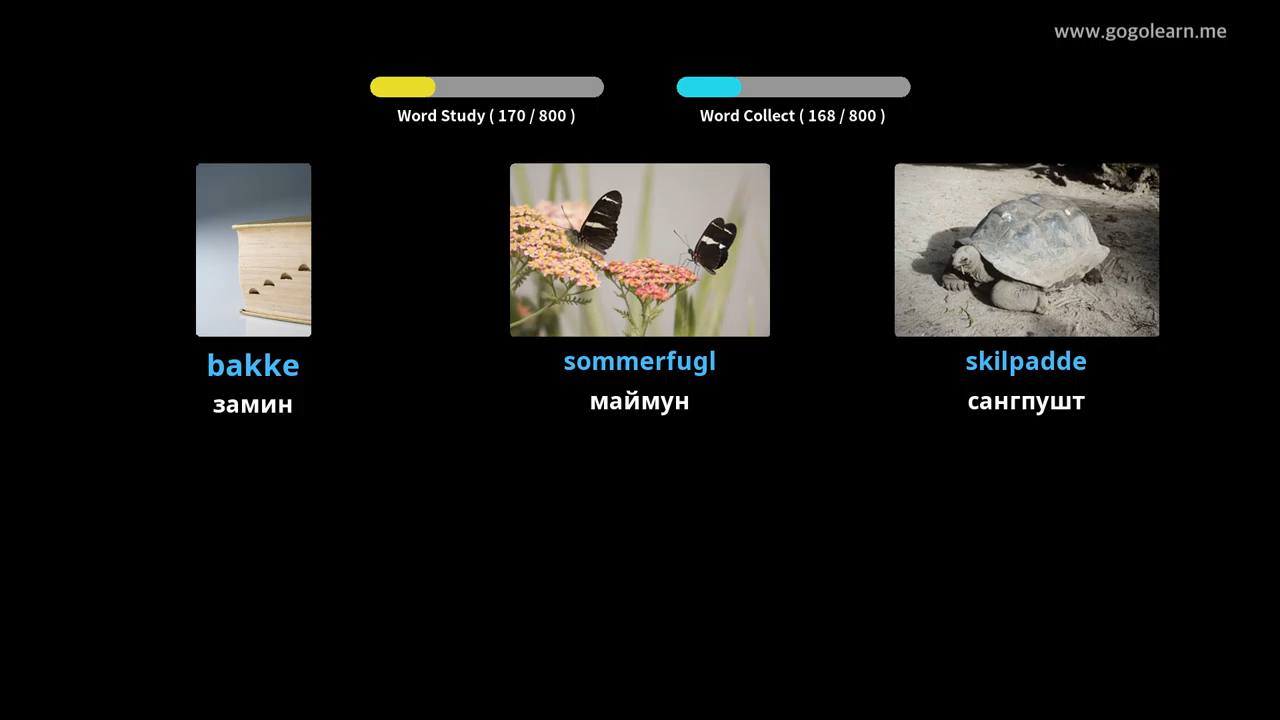 www.gogolearn.me
Word Study ( 170 / 800 )
Word Collect ( 168 / 800 )
bakke
sommerfugl
skilpadde
замин
маймун
сангпушт